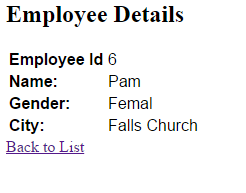 Employee Details
Employee Id 6
Name: Pam
Gender: Femal
City: Falls Church
Back to List